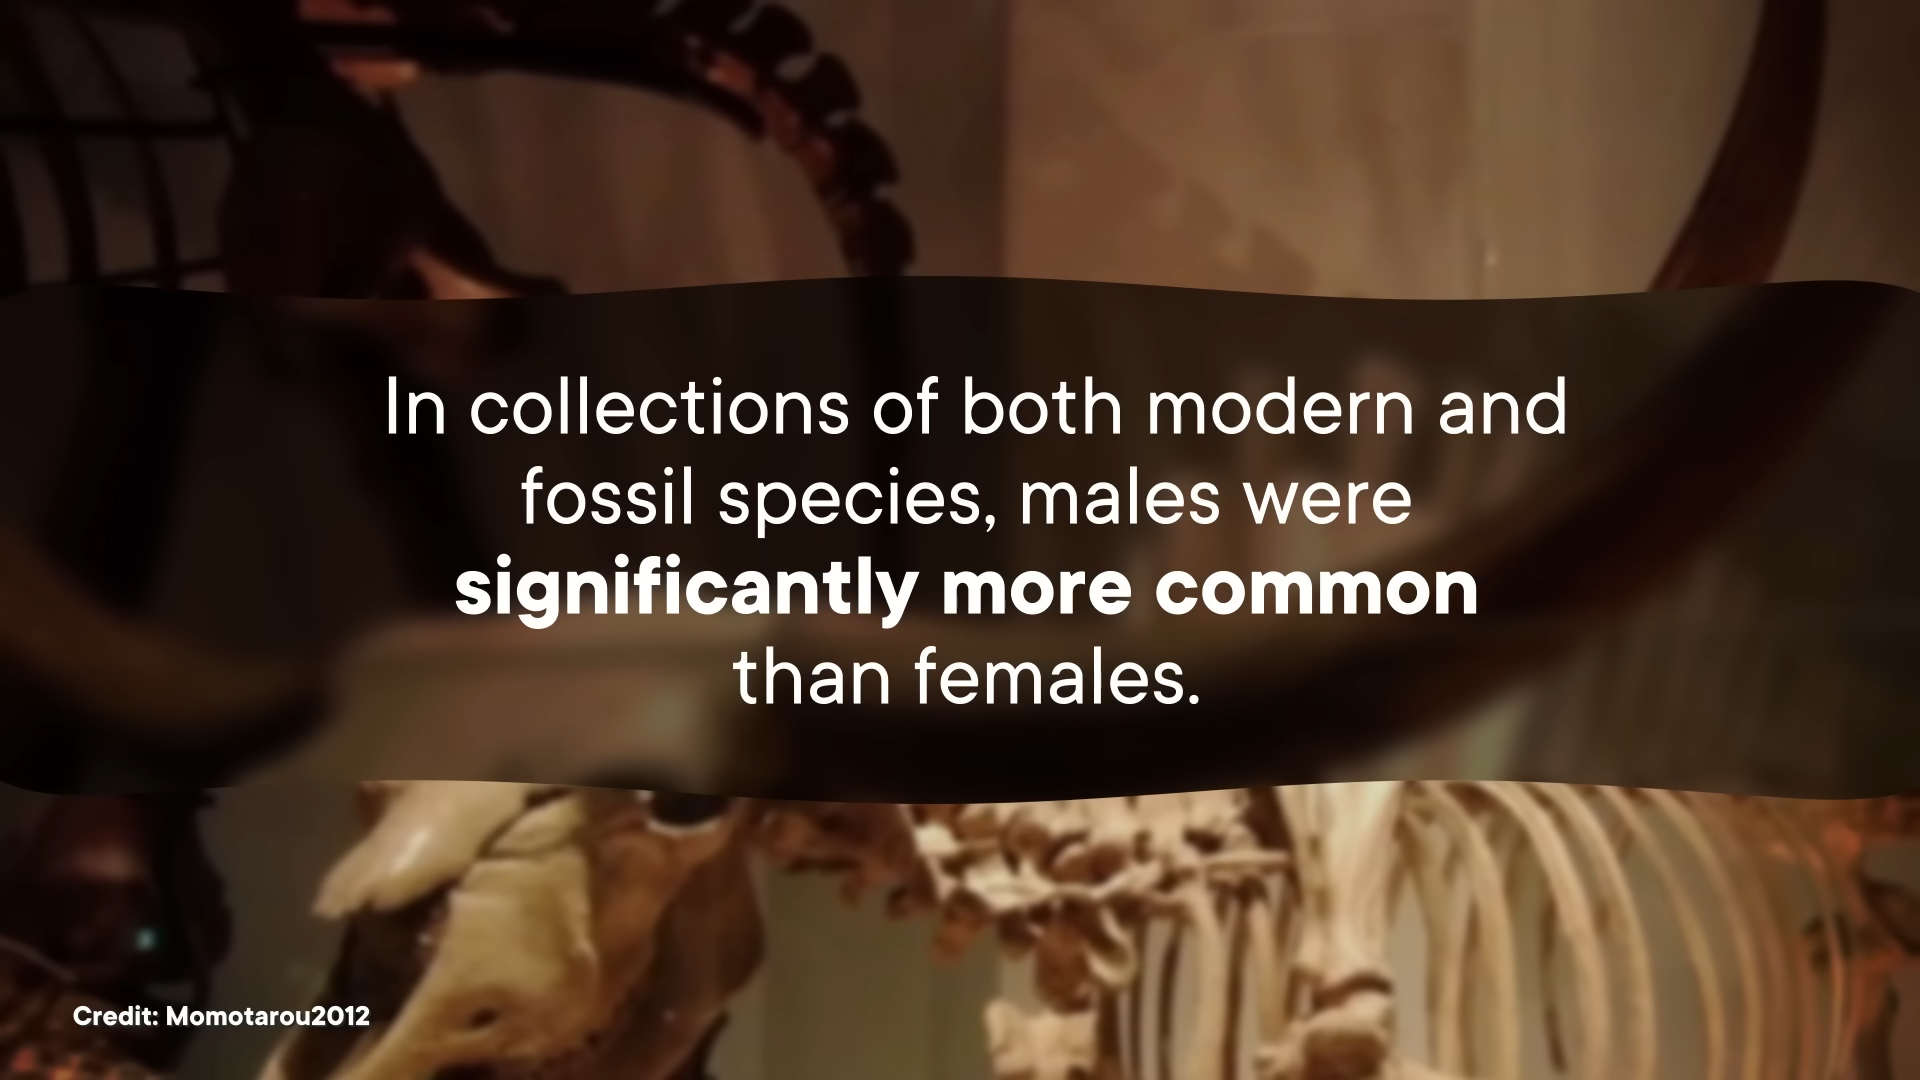 In collections of both modern and
fossil species, males were
significantly more common
than females.
Credit: Momotarou2012